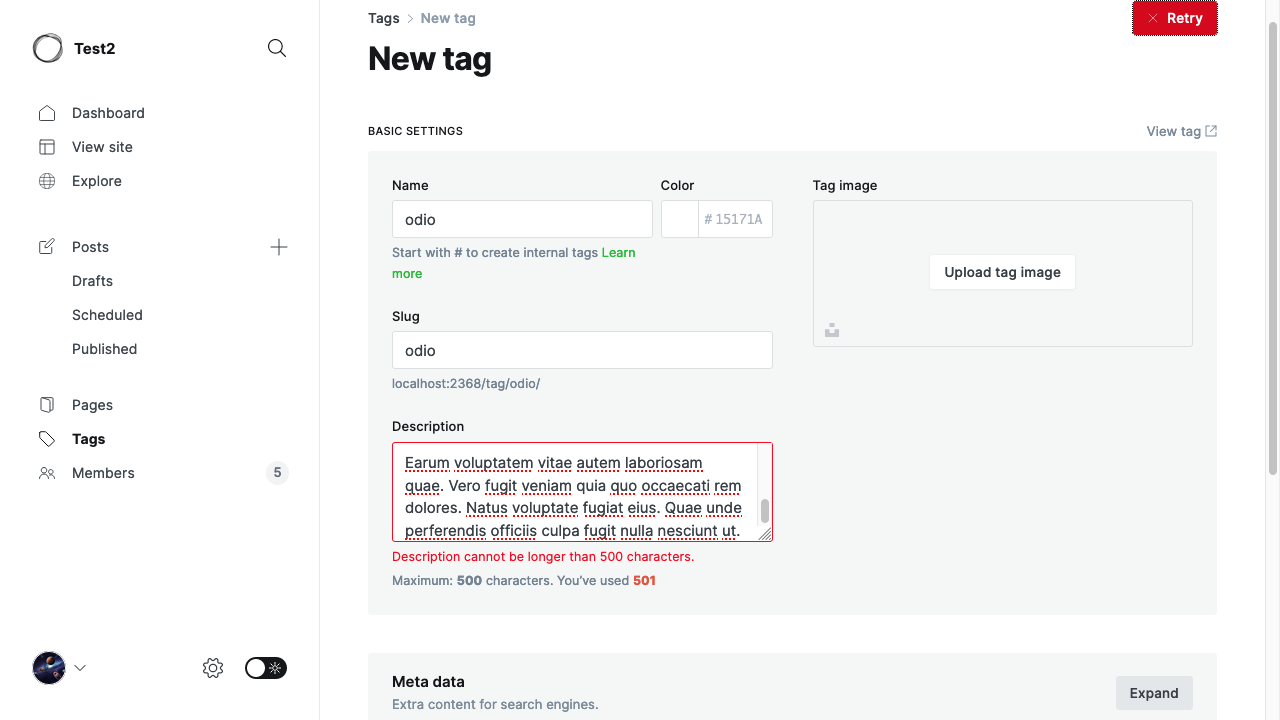 Test2
Dashboard
View site
Explore
Posts
Drafts
Scheduled
Published
Pages
Tags
Members
5
Tags
New tag
Retry
New tag
BASIC SETTINGS
View tag
Name
odio
Start with # to create internal tags Learn
more
Color
# 15171A
Slug
odio
localhost:2368/tag/odio/
Description
Earum voluptatem vitae autem laboriosam
quae. Vero fugit veniam quia quo occaecati rem
dolores. Natus voluptate fugiat eius. Quae unde
perferendis officiis culpa fugit nulla nesciunt ut.
Description cannot be longer than 500 characters.
Maximum: 500 characters. You’ve used 501
Tag image
Upload tag image
Meta data
Extra content for search engines.
Expand